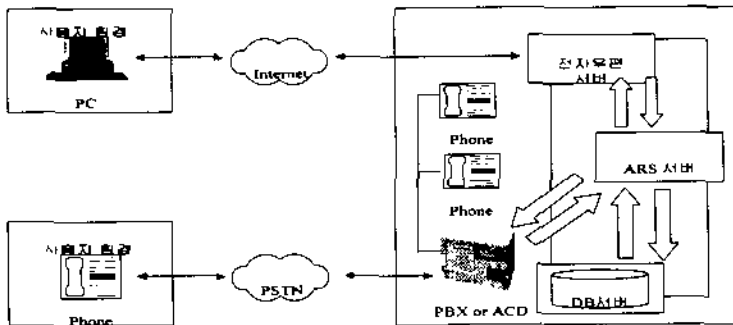 사용자 환경
PC
Internet
전자우편
서버
Phone
Phone
ARS 서버
사용자 환경
Phone
PSTN
PBX or ACD
DB서버